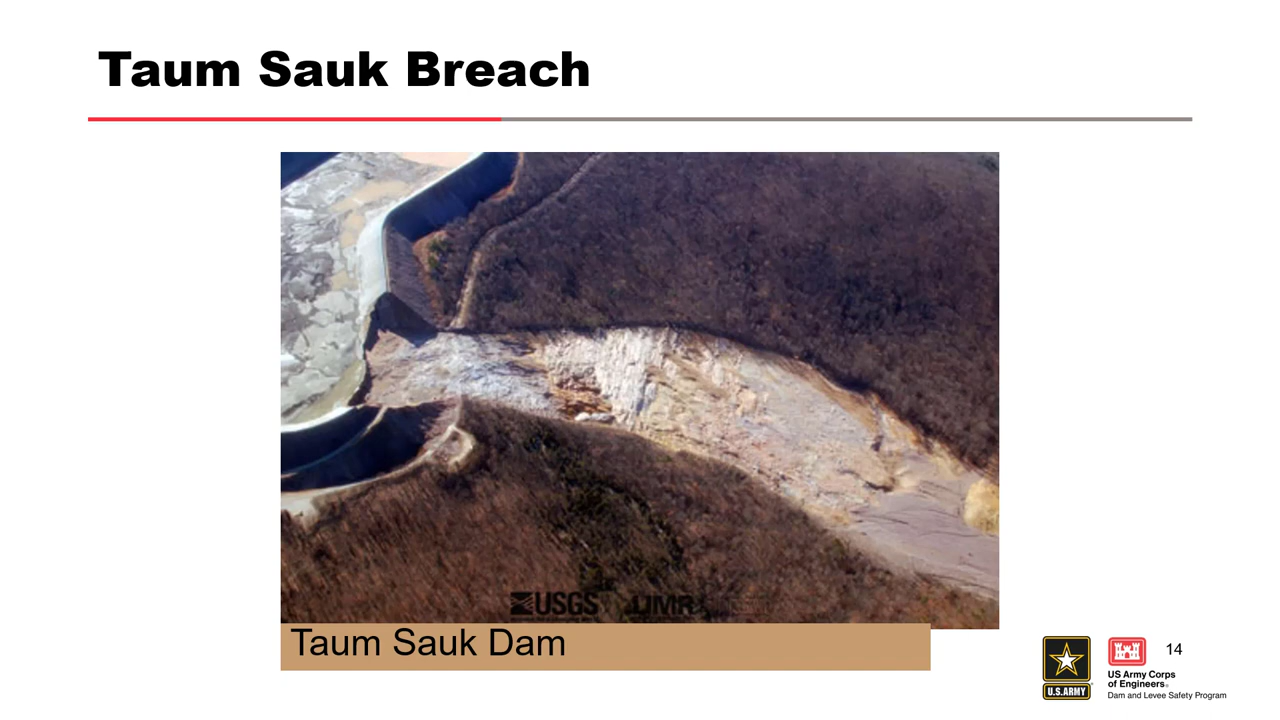 Taum Sauk Breach
USGS UMR
Taum Sauk Dam
14
U.S. ARMY
US Army Corps
of Engineers®
Dam and Levee Safety Program